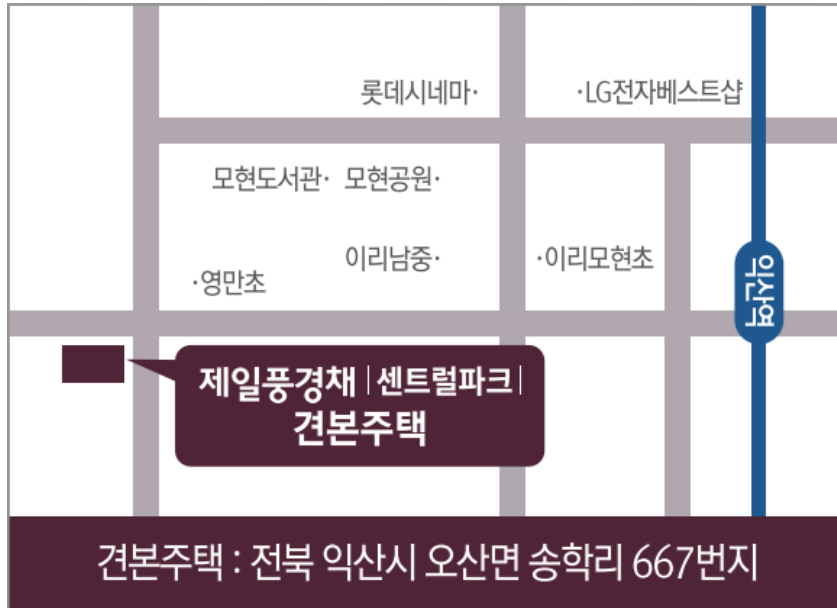 롯데시네마·
·LG전자베스트샵
모현도서관· 모현공원·
이리남중·
·이리모현초
·영만초
익산역
제일풍경채 |센트럴파크|
견본주택
견본주택 : 전북 익산시 오산면 송학리 667번지